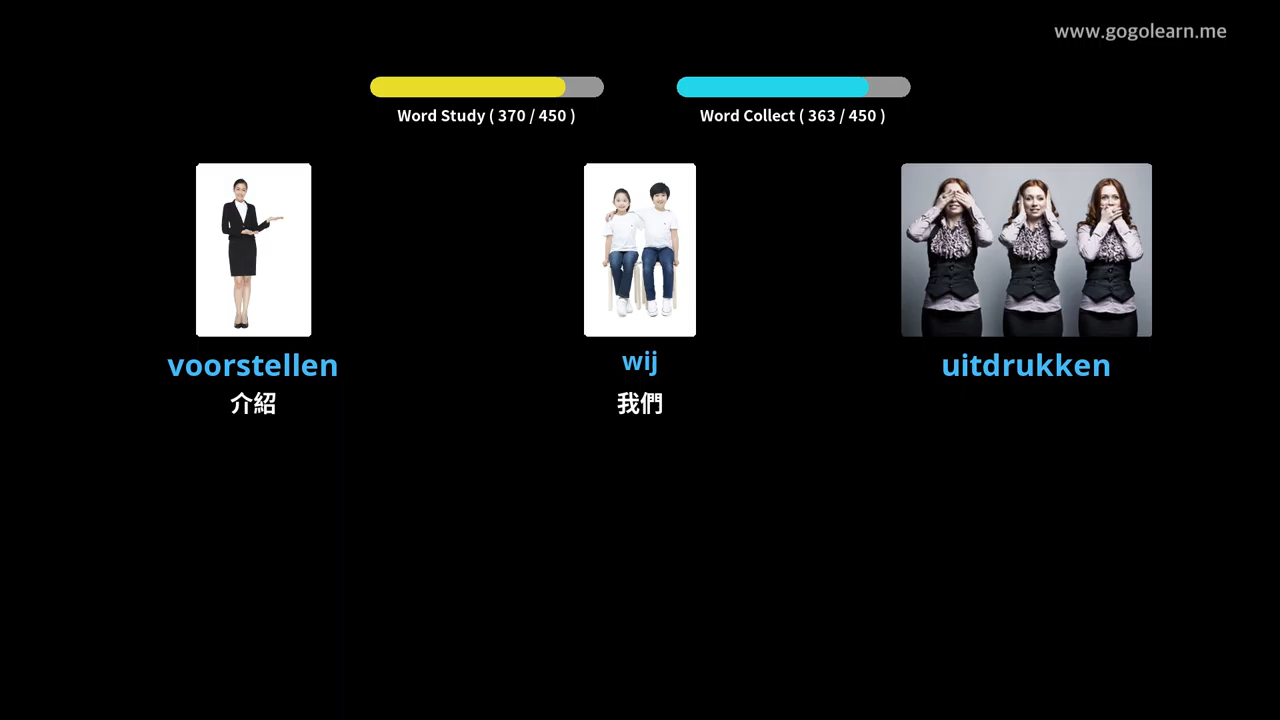 www.gogolearn.me
Word Study ( 370 / 450 )
Word Collect ( 363 / 450 )
voorstellen
介紹
wij
我們
uitdrukken